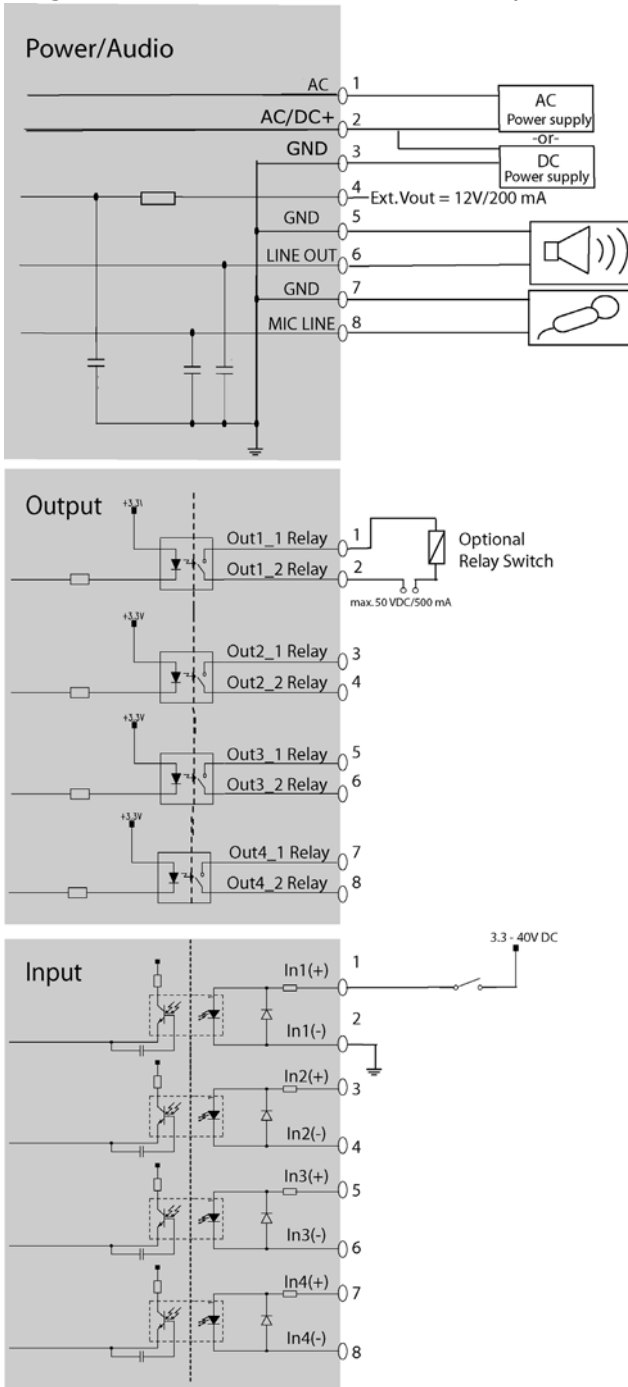 Power/Audio
AC 1
AC/DC+ 2
GND 3
4 Ext.Vout = 12V/200 mA
GND 5
LINE OUT 6
GND 7
MIC LINE 8
AC
Power supply
-or-
DC
Power supply
Output
+3.3\
Out1_1 Relay 1
Out1_2 Relay 2
Optional
Relay Switch
max.50 VDC/500 mA
+3.3V
Out2_1 Relay 3
Out2_2 Relay 4
+3.3V
Out3_1 Relay 5
Out3_2 Relay 6
+3.3V
Out4_1 Relay 7
Out4_2 Relay 8
Input
3.3 - 40V DC
In1(+) 1
In1(-) 2
In2(+) 3
In2(-) 4
In3(+) 5
In3(-) 6
In4(+) 7
In4(-) 8